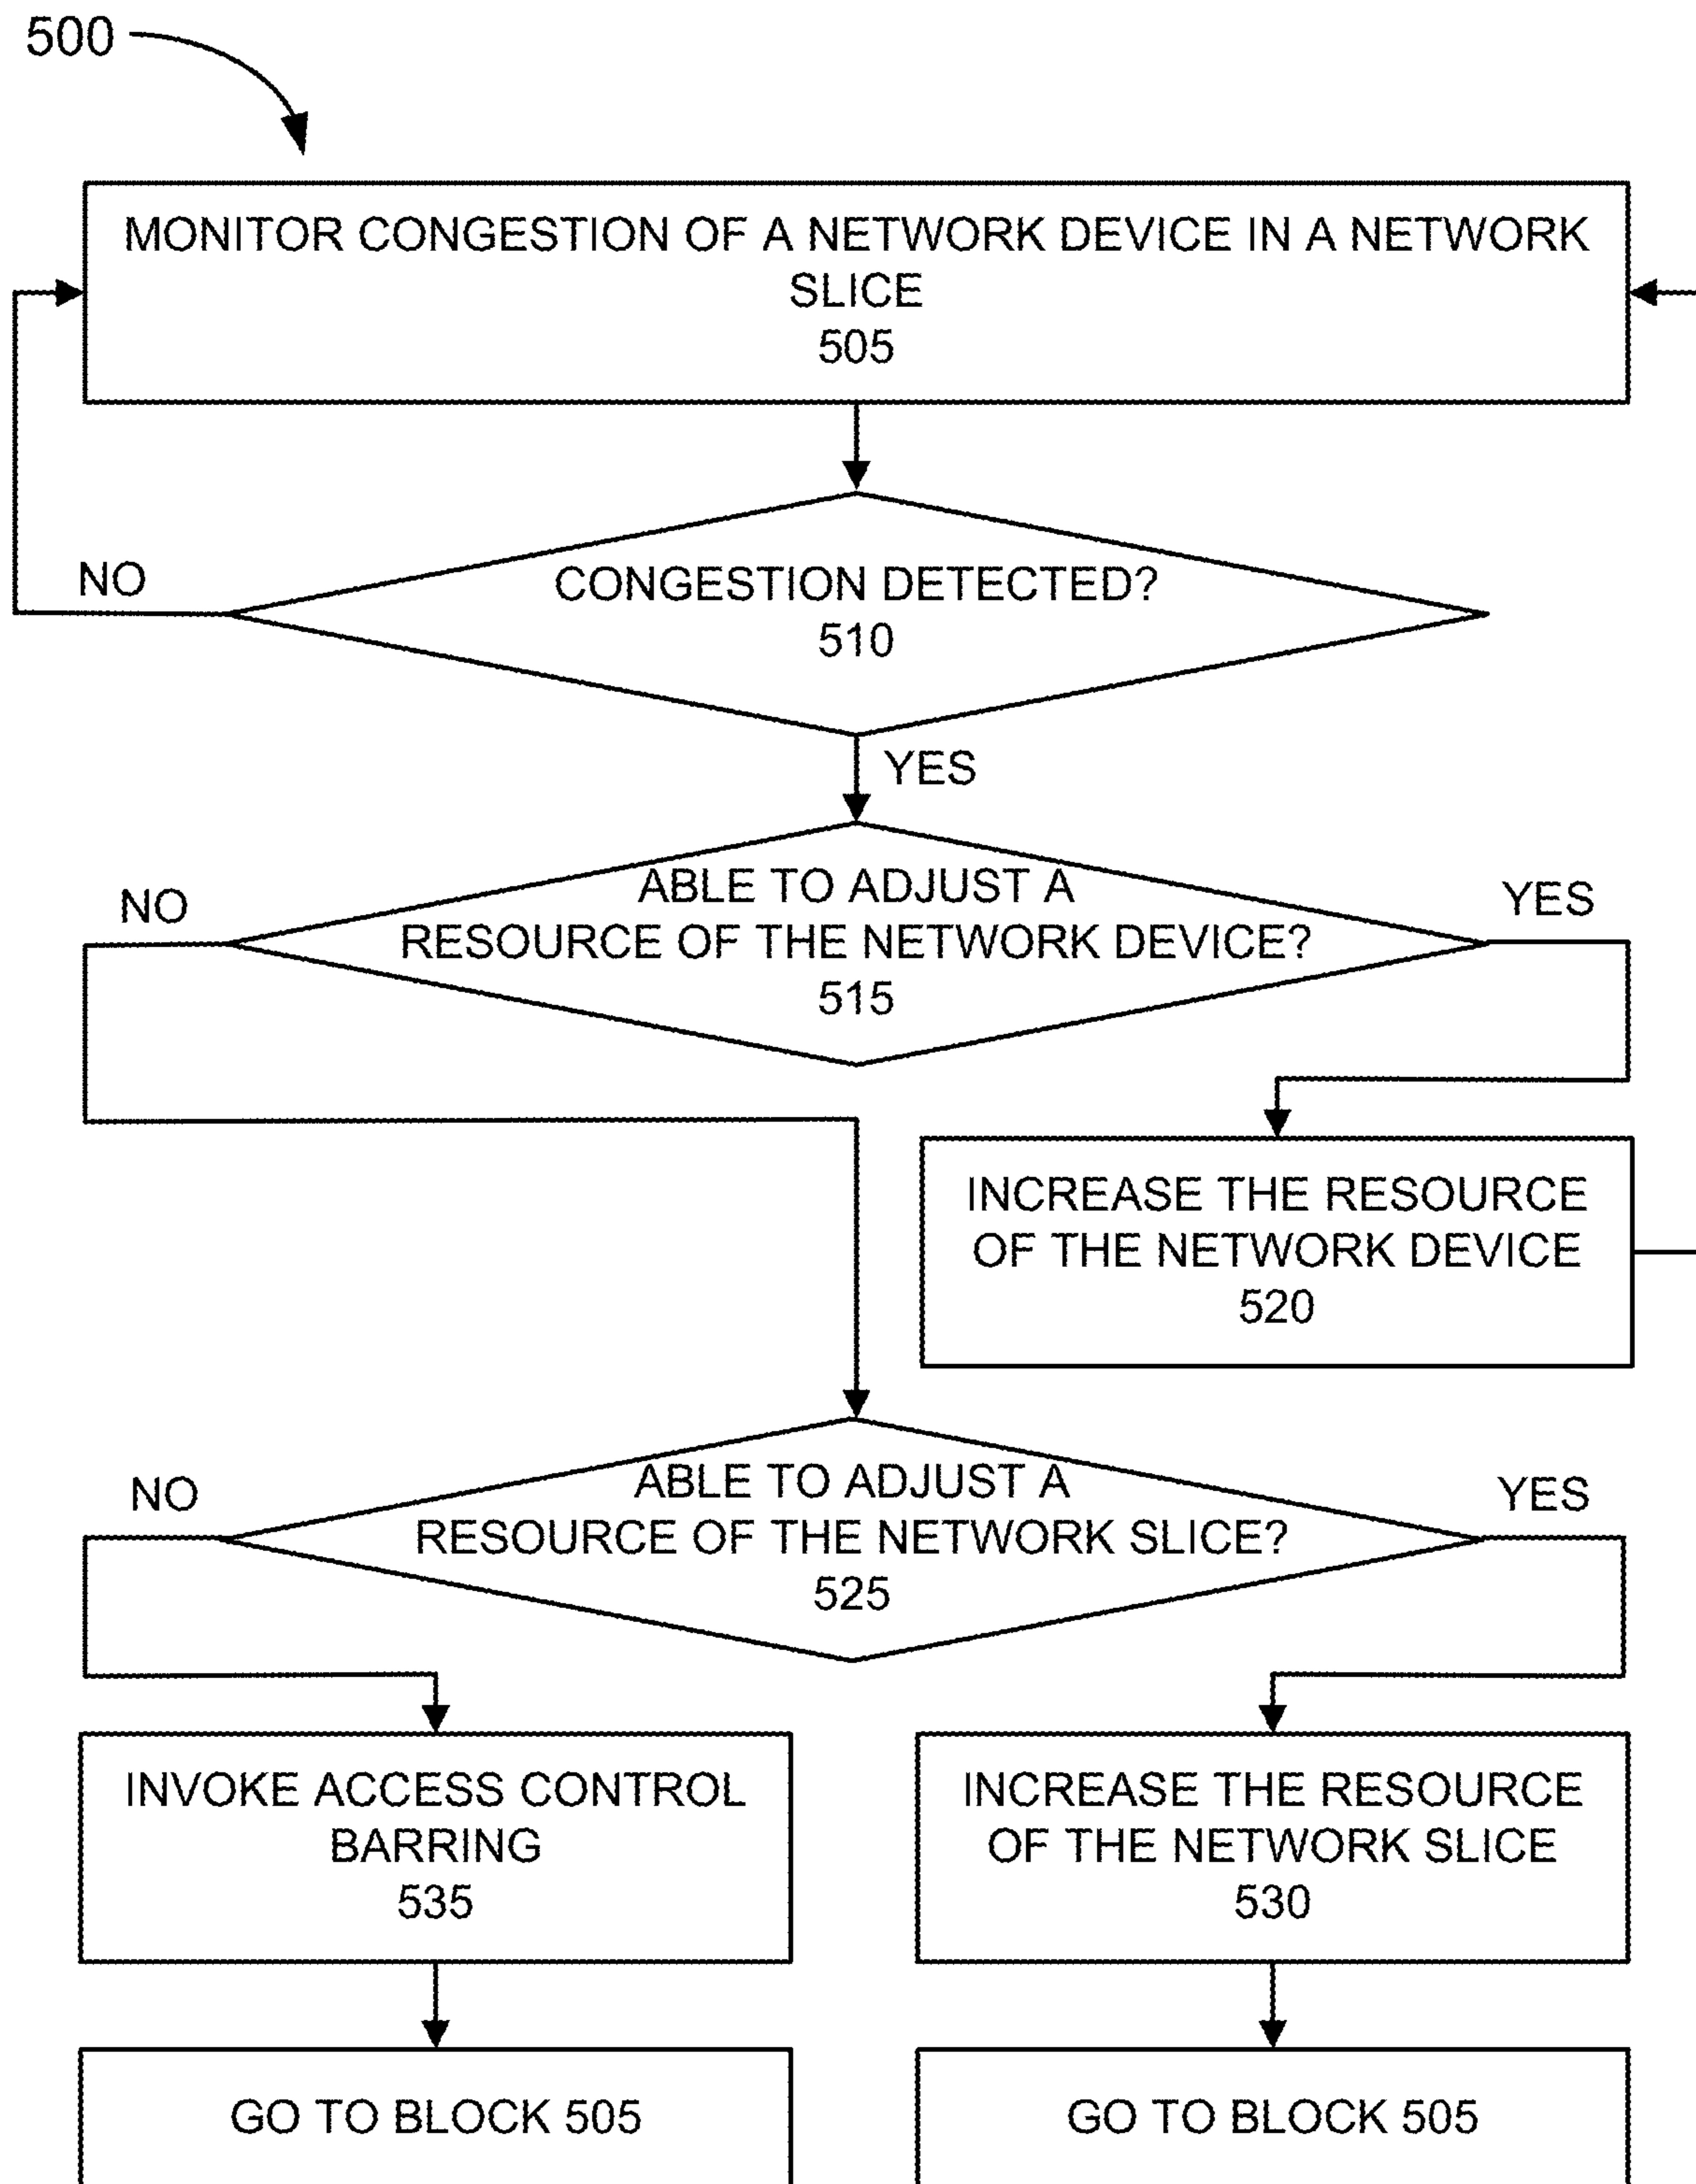 500
MONITOR CONGESTION OF A NETWORK DEVICE IN A NETWORK
SLICE
505
NO
CONGESTION DETECTED?
510
YES
NO
ABLE TO ADJUST A
RESOURCE OF THE NETWORK DEVICE?
515
YES
INCREASE THE RESOURCE
OF THE NETWORK DEVICE
520
NO
ABLE TO ADJUST A
RESOURCE OF THE NETWORK SLICE?
525
YES
INVOKE ACCESS CONTROL
BARRING
535
INCREASE THE RESOURCE
OF THE NETWORK SLICE
530
GO TO BLOCK 505
GO TO BLOCK 505